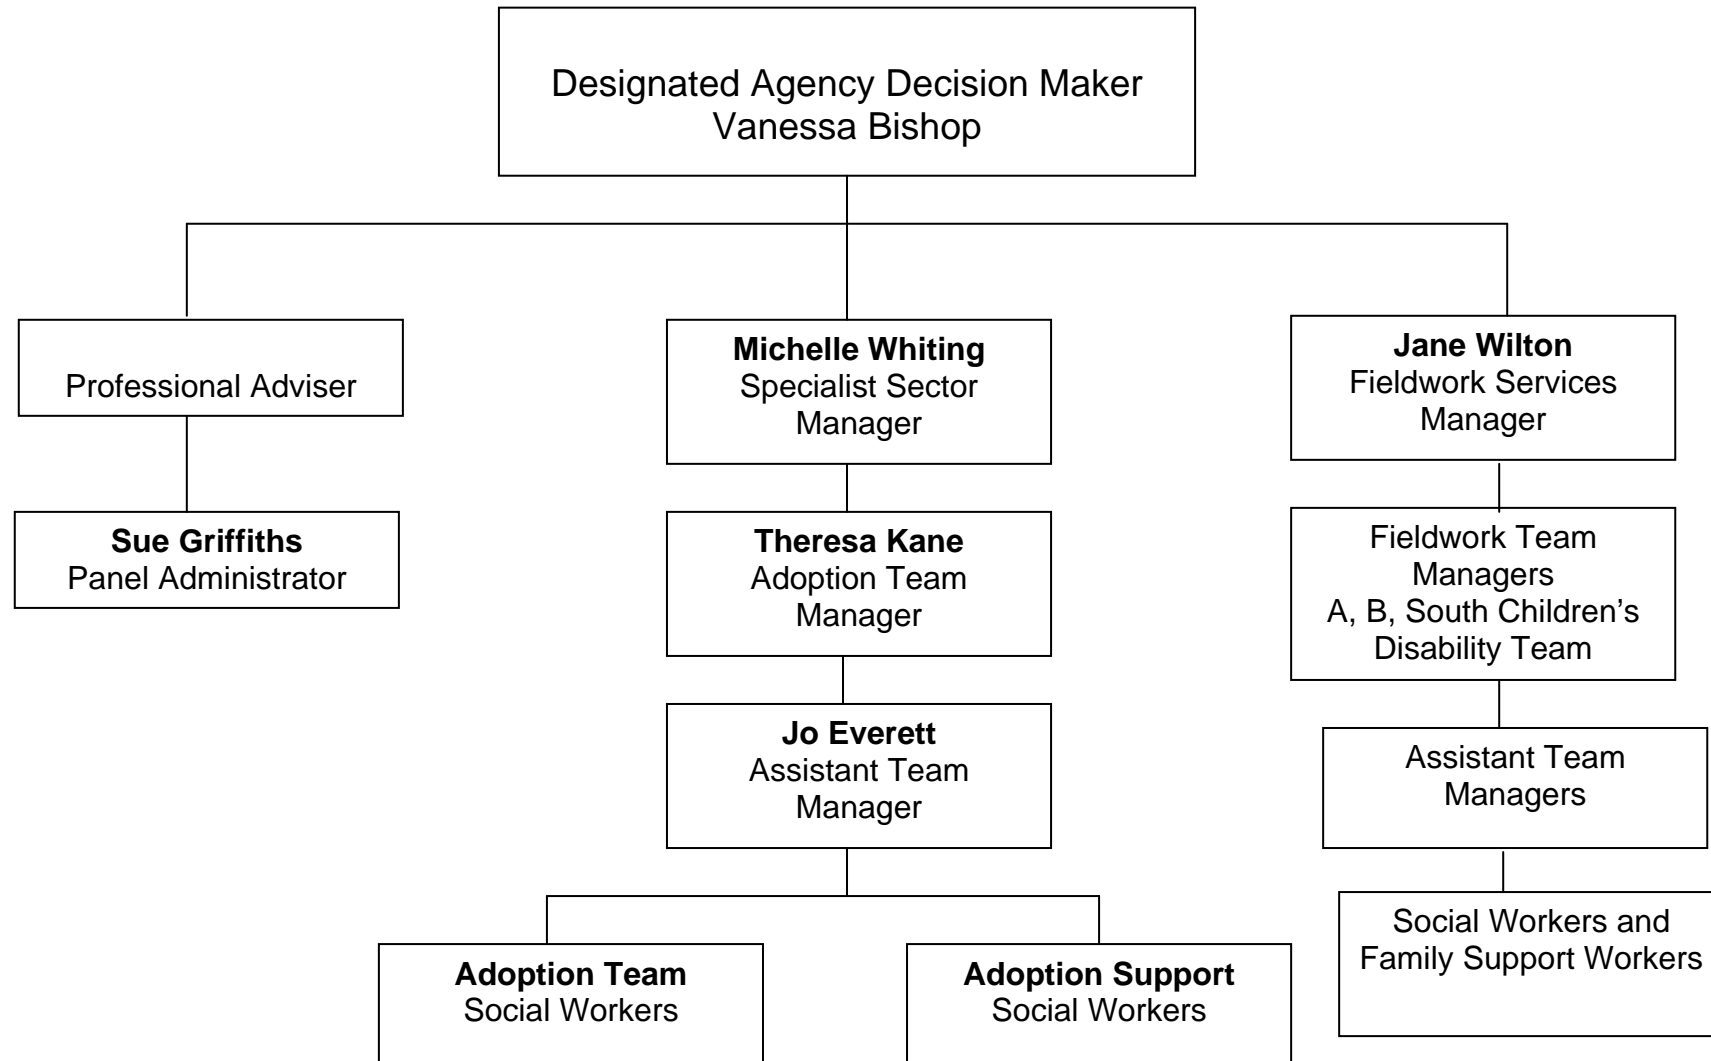 Designated Agency Decision Maker
Vanessa Bishop
Professional Adviser
Michelle Whiting
Specialist Sector
Manager
Jane Wilton
Fieldwork Services
Manager
Sue Griffiths
Panel Administrator
Theresa Kane
Adoption Team
Manager
Fieldwork Team
Managers
A, B, South Children’s
Disability Team
Jo Everett
Assistant Team
Manager
Assistant Team
Managers
Adoption Team
Social Workers
Adoption Support
Social Workers
Social Workers and
Family Support Workers